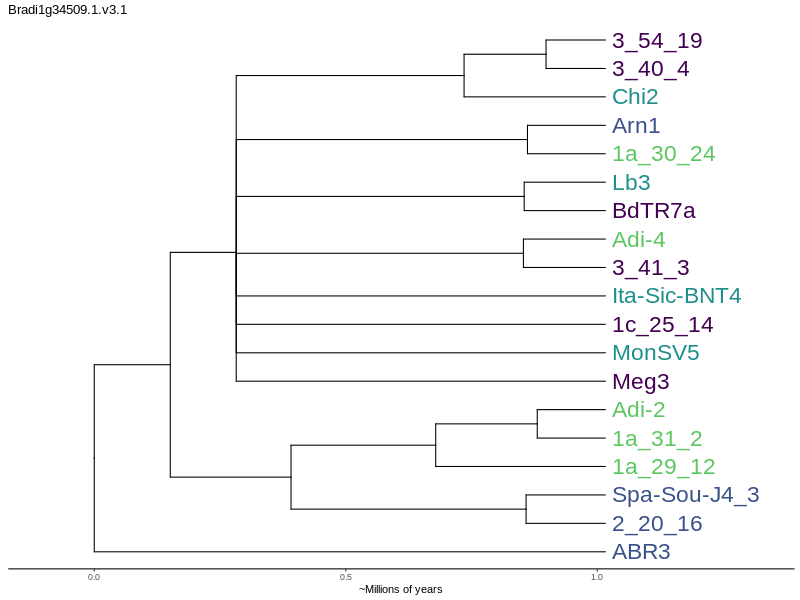 Bradi1g34509.1.v3.1
3_54_19
3_40_4
Chi2
Arn1
1a_30_24
Lb3
BdTR7a
Adi-4
3_41_3
Ita-Sic-BNT4
1c_25_14
MonSV5
Meg3
Adi-2
1a_31_2
1a_29_12
Spa-Sou-J4_3
2_20_16
ABR3
0.0 0.5 1.0
~Millions of years